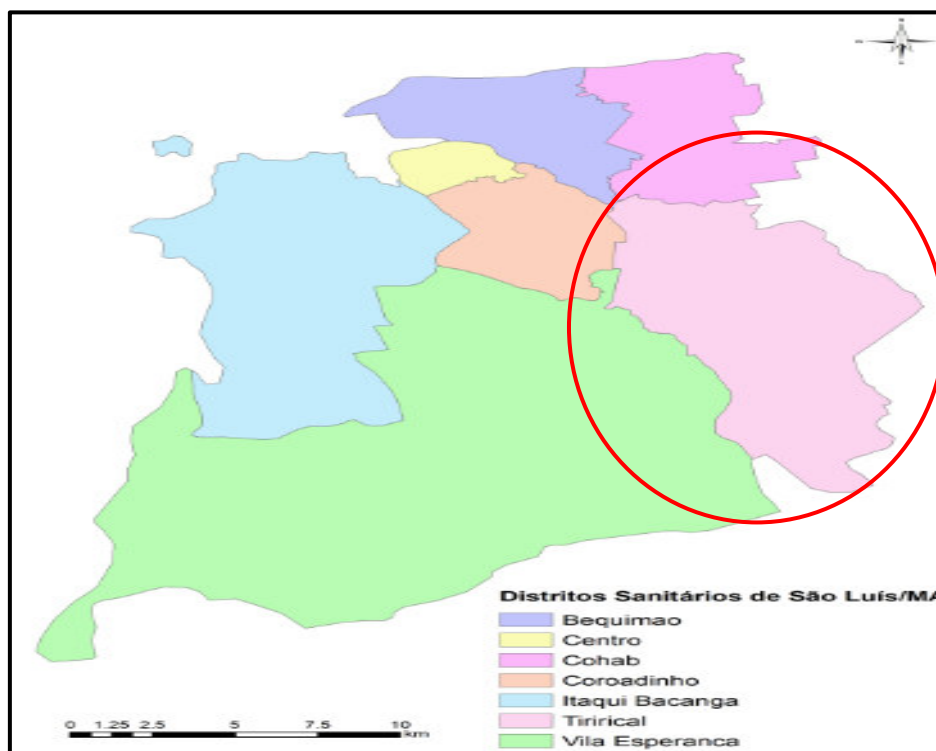 Distritos Sanitários de São Luís/MA
Bequimao
Centro
Cohab
Coroadinho
Itaqui Bacanga
Tirirical
Vila Esperanca
0 1.25 2.5 5 7.5 10
km